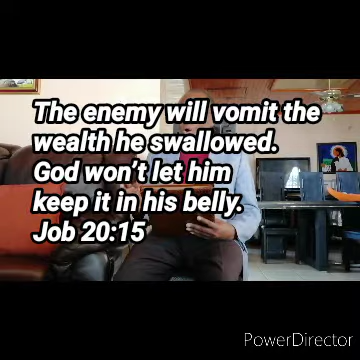 The enemy will vomit the
wealth he swallowed.
God won't let him
keep it in his belly.
Job 20:15
PowerDirector